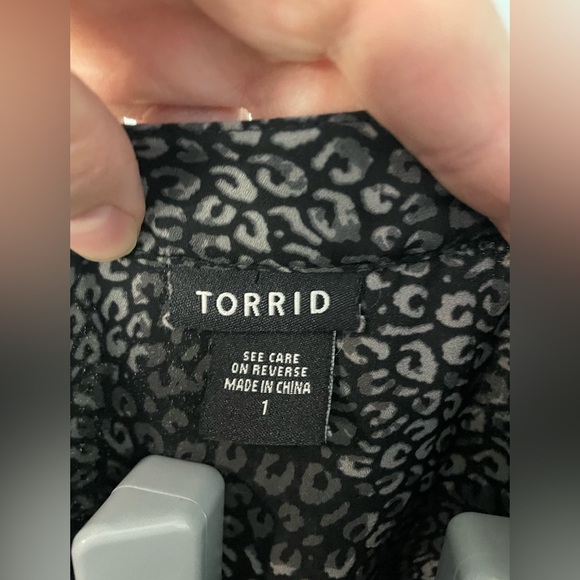 TORRID
SEE CARE
ON REVERSE
MADE IN CHINA
1